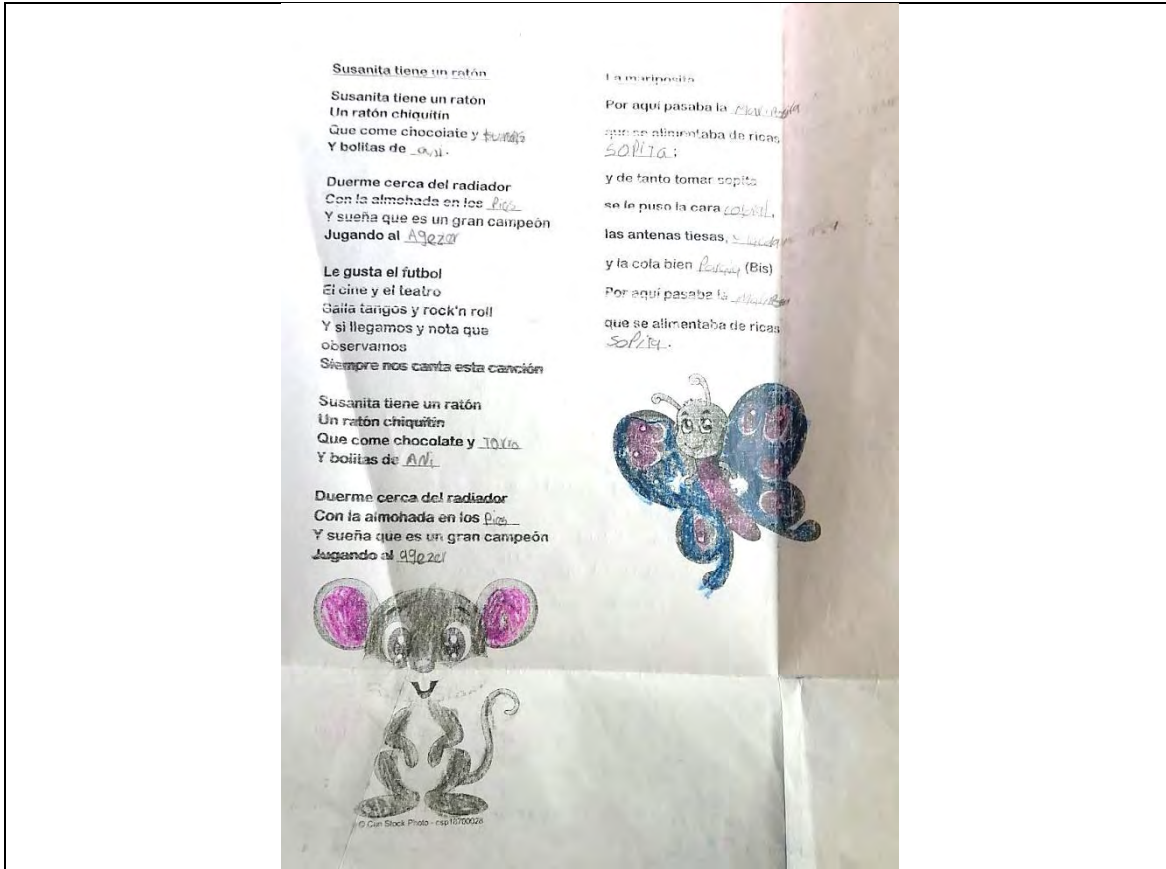 Susanita tiene un ratón
Susanita tiene un ratón
Un ratón chiquitín
Que come chocolate y
Y bolitas de
Duerme cerca del radiador
Con la almohada en los Pies
Y sueña que es un gran campeón
Jugando al Agezer
Le gusta el futbol
El cine y el teatro
Baila tangos y rock'n roll
Y si llegamos y nota que
observamos
Siempre nos canta esta canción
Susanita tiene un ratón
Un ratón chiquitín
Que come chocolate y
Y bolitas de ANi
Duerme cerca del radiador
Con la almohada en los Pies
Y sueña que es un gran campeón
Jugando al agezer
La mariposita
Por aquí pasaba la
que se alimentaba de ricas
SOPITA:
y de tanto tomar sopita
se le puso la cara
las antenas tiesas,
y la cola bien (Bis)
Por aquí pasaba la
que se alimentaba de ricas
SOPITA.
© Can Stock Photo - csp18700028